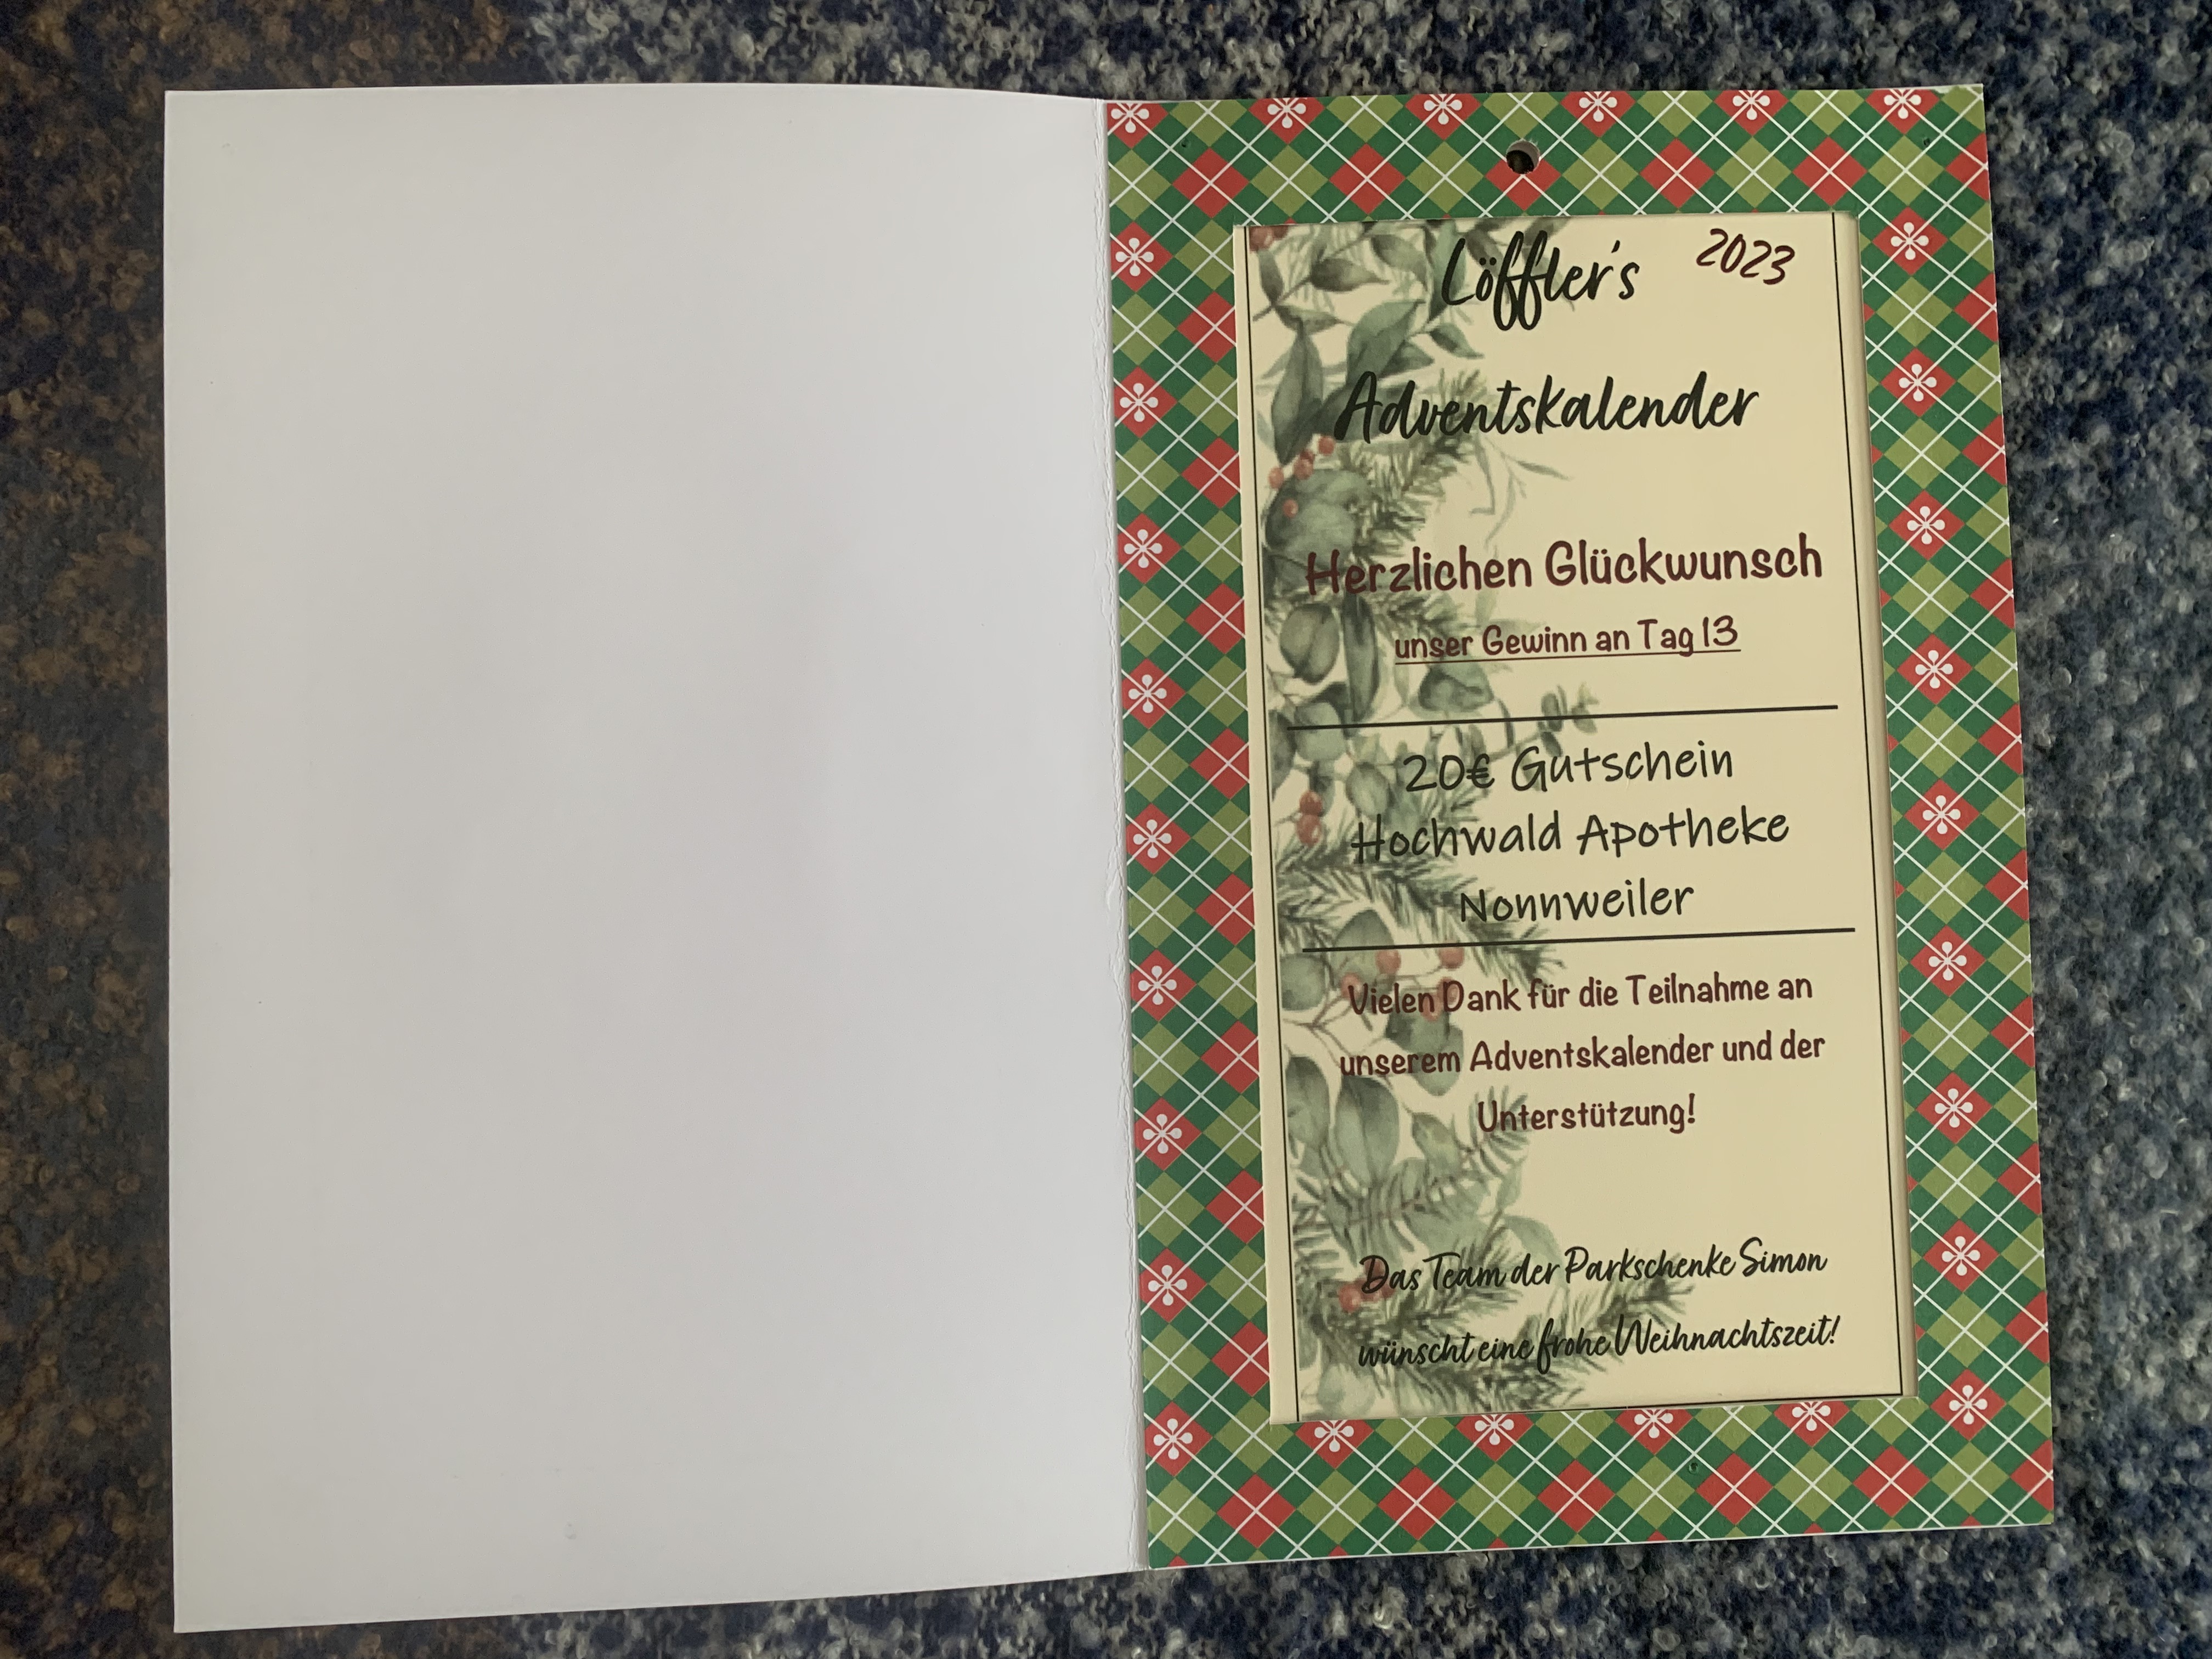 Löffler's 2023
Adventskalender
Herzlichen Glückwunsch
unser Gewinn an Tag 13
20€ Gutschein
Hochwald Apotheke
Nonnweiler
Vielen Dank für die Teilnahme an
unserem Adventskalender und der
Unterstützung!
Das Team der Parkschenke Simon
wünscht eine frohe Weihnachtszeit!